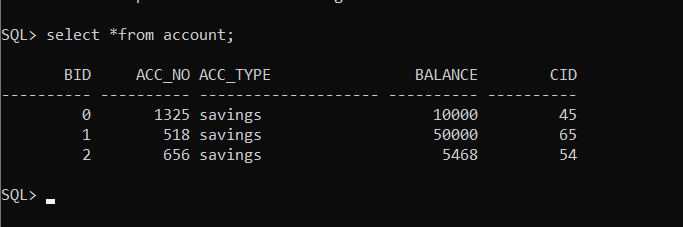 SQL> select *from account;
BID ACC_NO ACC_TYPE BALANCE CID
---------- ---------- -------------------- ---------- ----------
0 1325 savings 10000 45
1 518 savings 50000 65
2 656 savings 5468 54
SQL>